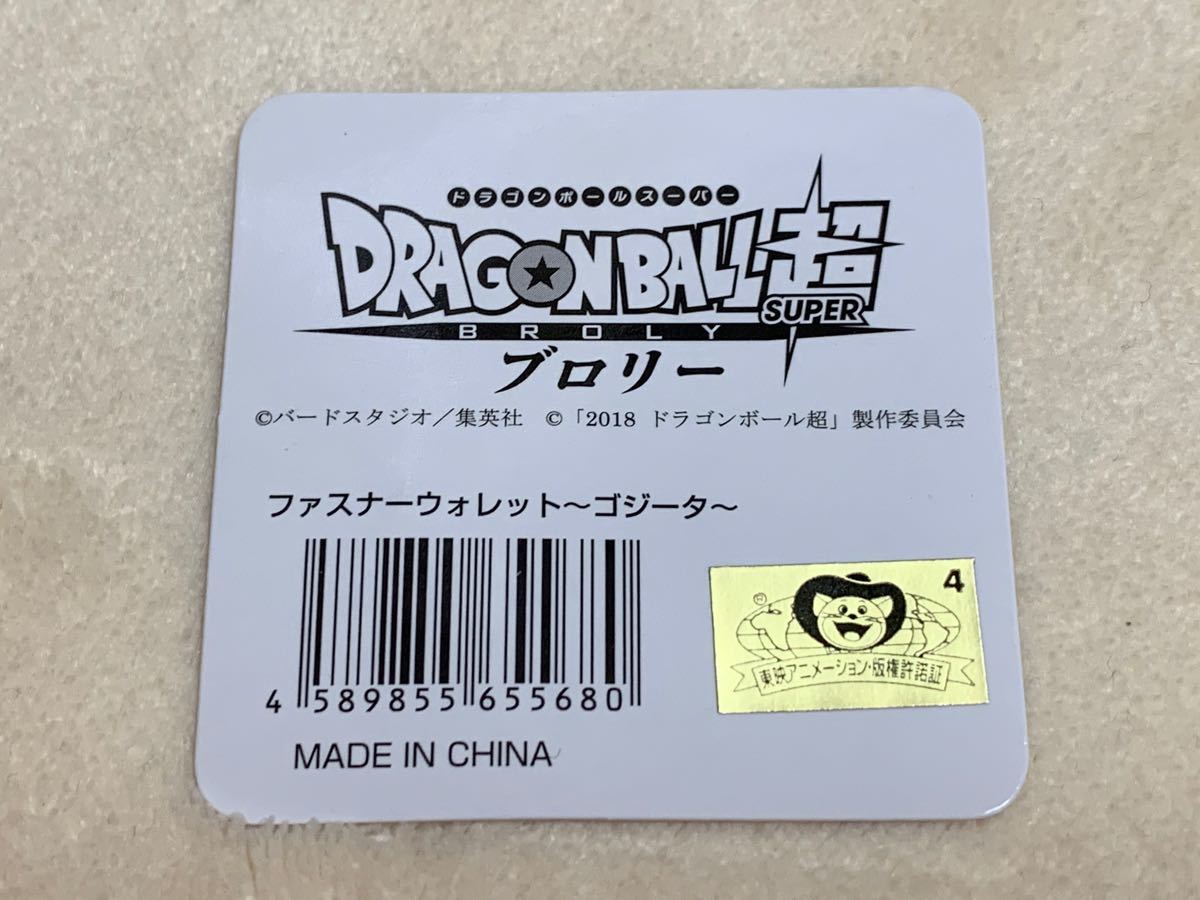 ドラゴンボールスーパー
DRAGONBALL超
SUPER
BROLY
ブロリー
©バードスタジオ／集英社 ©「2018 ドラゴンボール超」製作委員会
ファスナーウォレット～ゴジータ～
4 589855 655680
MADE IN CHINA
4
®
東映アニメーション・版権許諾証